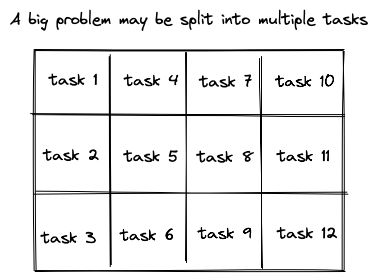 A big problem may be split into multiple tasks
task 1 task 4 task 7 task 10
task 2 task 5 task 8 task 11
task 3 task 6 task 9 task 12